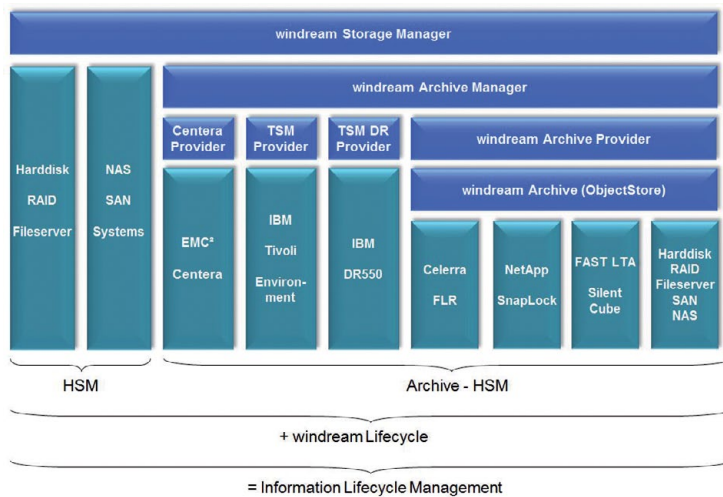 windream Storage Manager
windream Archive Manager
Centera
Provider
TSM
Provider
TSM DR
Provider
windream Archive Provider
windream Archive (ObjectStore)
Harddisk
RAID
Fileserver
NAS
SAN
Systems
EMC²
Centera
IBM
Tivoli
Environ-
ment
IBM
DR550
Celerra
FLR
NetApp
SnapLock
FAST LTA
Silent
Cube
Harddisk
RAID
Fileserver
SAN
NAS
HSM
Archive - HSM
+ windream Lifecycle
= Information Lifecycle Management